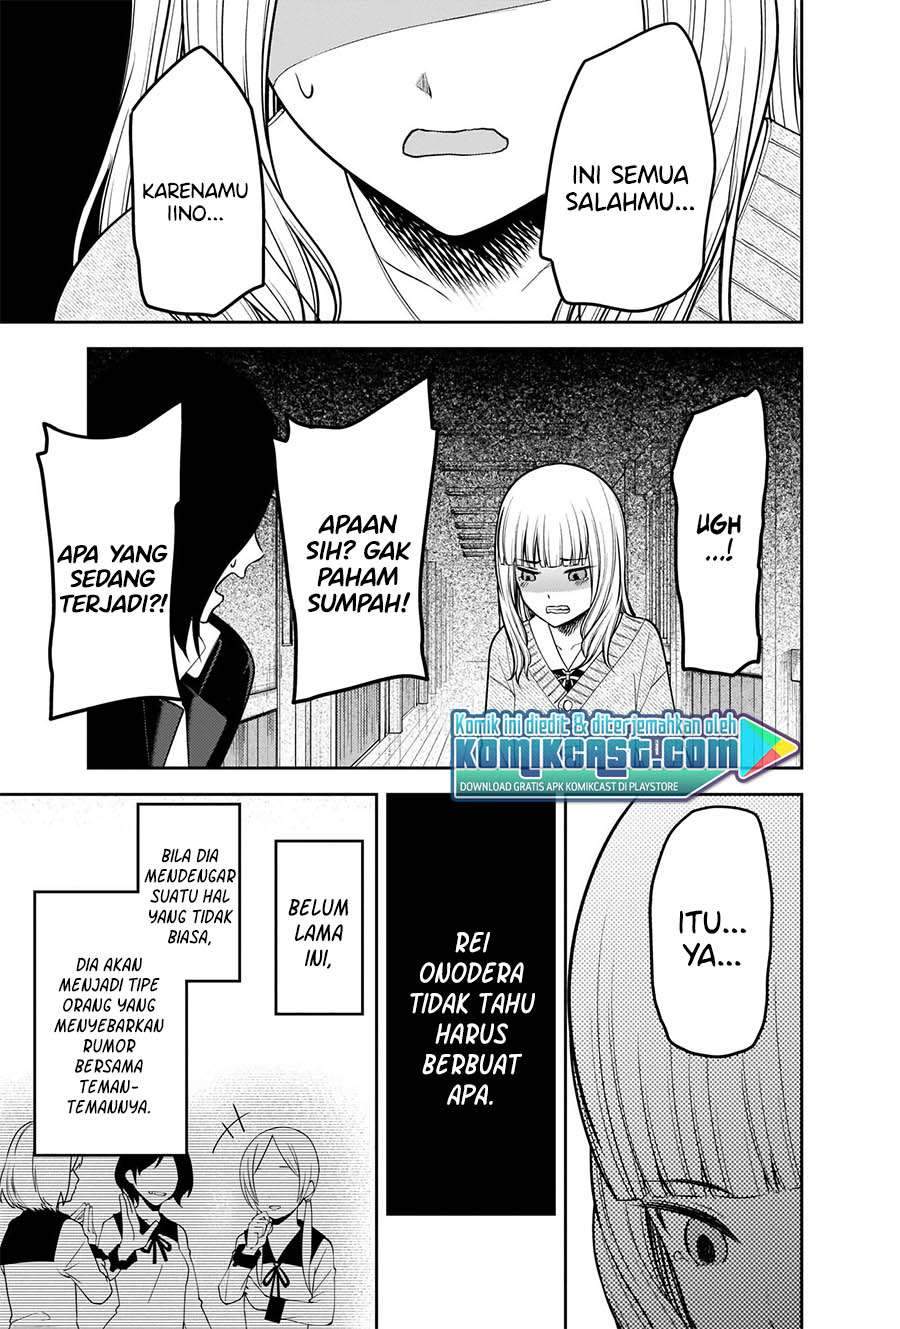 INI SEMUA
SALAHMU...
KARENAMU
IINO...
UGH
...!
APAAN
SIH? GAK
PAHAM
SUMPAH!
APA YANG
SEDANG
TERJADI?!
Komik ini diedit & diterjemahkan oleh
KOMIKCAST.COM
DOWNLOAD GRATIS APK KOMIKCAST DI PLAYSTORE
ITU...
YA...
REI
ONODERA
TIDAK TAHU
HARUS
BERBUAT
APA.
BELUM
LAMA
INI,
BILA DIA
MENDENGAR
SUATU HAL
YANG TIDAK
BIASA,
DIA AKAN
MENJADI TIPE
ORANG YANG
MENYEBARKAN
RUMOR
BERSAMA
TEMAN-
TEMANNYA.